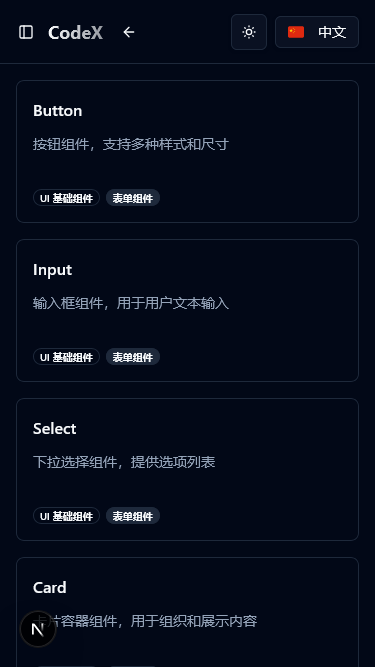 CodeX
中文
Button
按钮组件，支持多种样式和尺寸
UI 基础组件 表单组件
Input
输入框组件，用于用户文本输入
UI 基础组件 表单组件
Select
下拉选择组件，提供选项列表
UI 基础组件 表单组件
Card
卡片容器组件，用于组织和展示内容
N